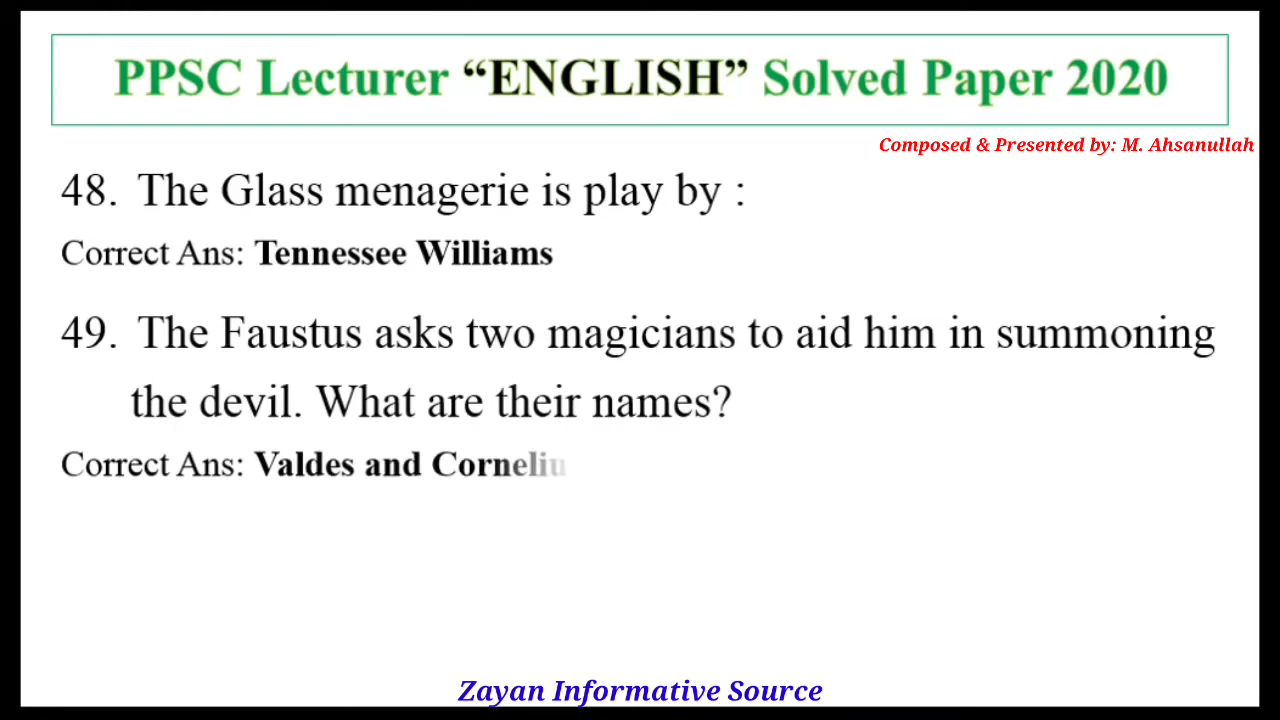 PPSC Lecturer “ENGLISH” Solved Paper 2020
Composed & Presented by: M. Ahsanullah
48. The Glass menagerie is play by :
Correct Ans: Tennessee Williams
49. The Faustus asks two magicians to aid him in summoning
the devil. What are their names?
Correct Ans: Valdes and Corneliu
Zayan Informative Source